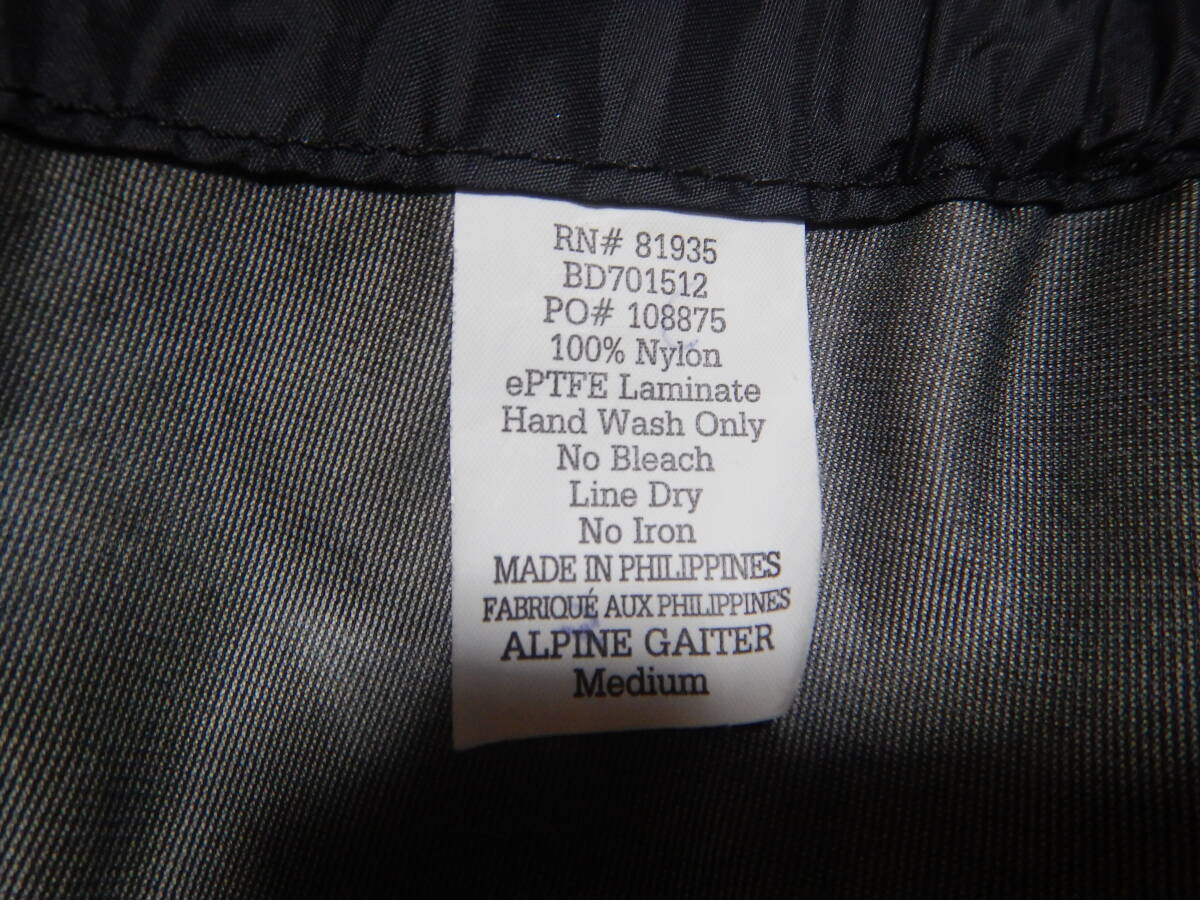 RN# 81935
BD701512
PO# 108875
100% Nylon
ePTFE Laminate
Hand Wash Only
No Bleach
Line Dry
No Iron
MADE IN PHILIPPINES
FABRIQUÉ AUX PHILIPPINES
ALPINE GAITER
Medium